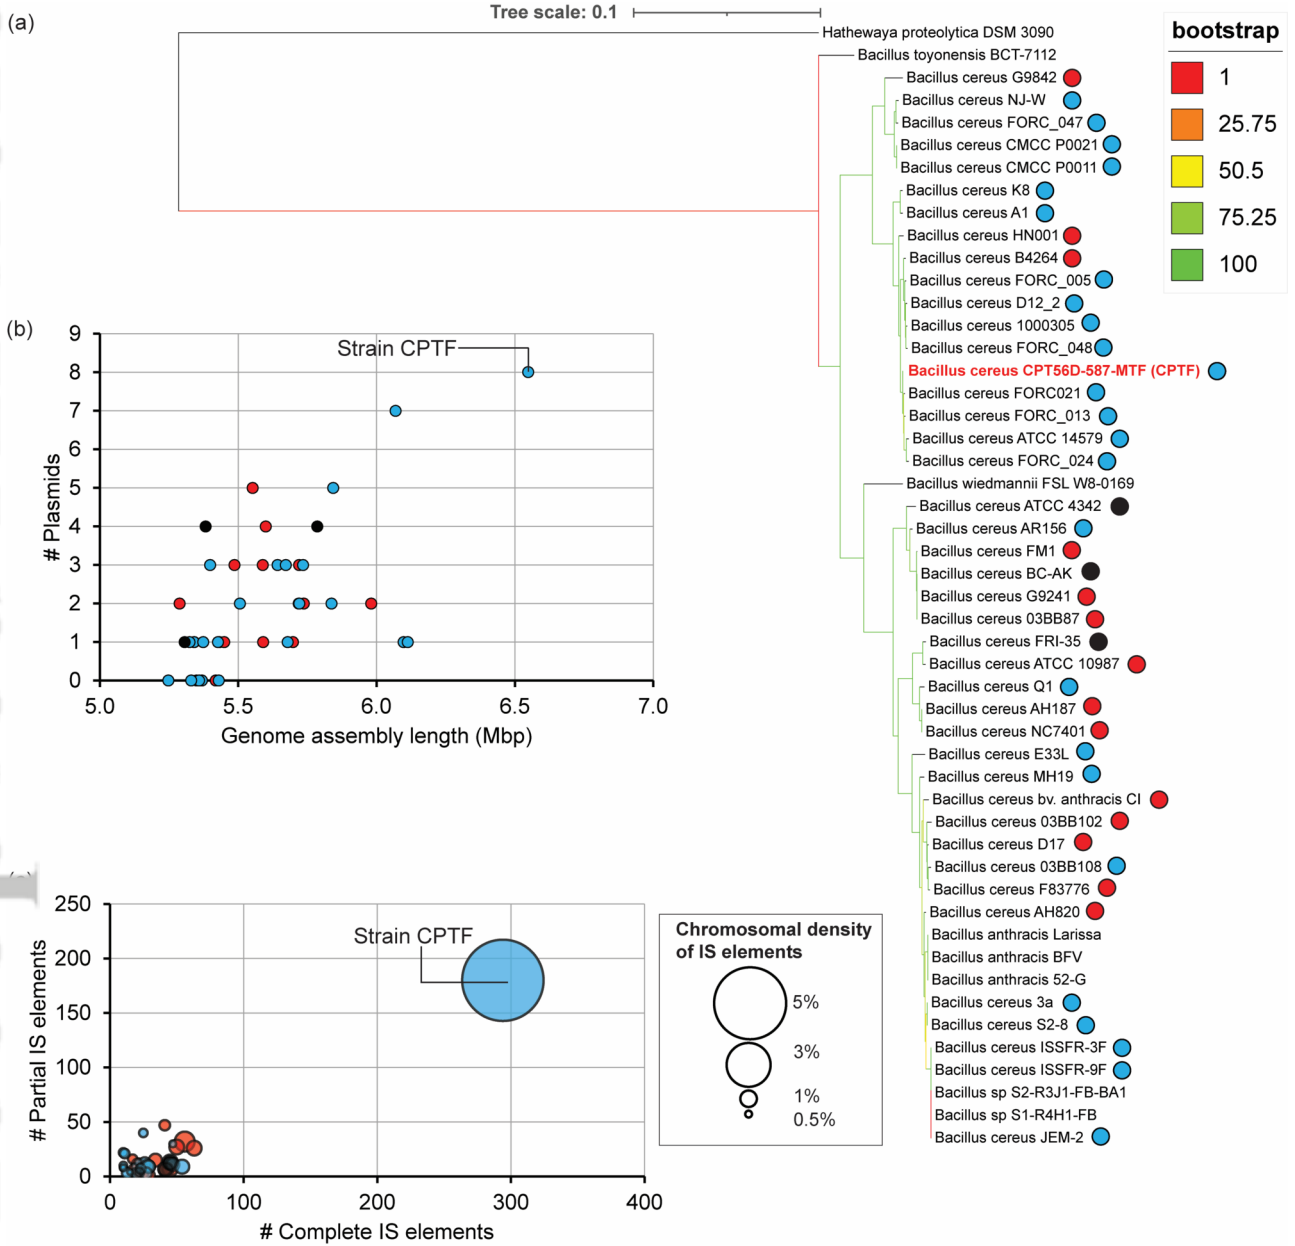 (a)
Tree scale: 0.1
Hathewaya proteolytica DSM 3090
Bacillus toyonensis BCT-7112
Bacillus cereus G9842
Bacillus cereus NJ-W
Bacillus cereus FORC_047
Bacillus cereus CMCC P0021
Bacillus cereus CMCC P0011
Bacillus cereus K8
Bacillus cereus A1
Bacillus cereus HN001
Bacillus cereus B4264
Bacillus cereus FORC_005
Bacillus cereus D12_2
Bacillus cereus 1000305
Bacillus cereus FORC_048
Bacillus cereus CPT56D-587-MTF (CPTF)
Bacillus cereus FORC021
Bacillus cereus FORC_013
Bacillus cereus ATCC 14579
Bacillus cereus FORC_024
Bacillus wiedmannii FSL W8-0169
Bacillus cereus ATCC 4342
Bacillus cereus AR156
Bacillus cereus FM1
Bacillus cereus BC-AK
Bacillus cereus G9241
Bacillus cereus 03BB87
Bacillus cereus FRI-35
Bacillus cereus ATCC 10987
Bacillus cereus Q1
Bacillus cereus AH187
Bacillus cereus NC7401
Bacillus cereus E33L
Bacillus cereus MH19
Bacillus cereus bv. anthracis CI
Bacillus cereus 03BB102
Bacillus cereus D17
Bacillus cereus 03BB108
Bacillus cereus F83776
Bacillus cereus AH820
Bacillus anthracis Larissa
Bacillus anthracis BFV
Bacillus anthracis 52-G
Bacillus cereus 3a
Bacillus cereus S2-8
Bacillus cereus ISSFR-3F
Bacillus cereus ISSFR-9F
Bacillus sp S2-R3J1-FB-BA1
Bacillus sp S1-R4H1-FB
Bacillus cereus JEM-2
bootstrap
1
25.75
50.5
75.25
100
(b)
# Plasmids
9
8
7
6
5
4
3
2
1
0
Strain CPTF
5.0
5.5
6.0
6.5
7.0
Genome assembly length (Mbp)
# Partial IS elements
250
200
150
100
50
0
Strain CPTF
0
100
200
300
400
# Complete IS elements
Chromosomal density
of IS elements
5%
3%
1%
0.5%